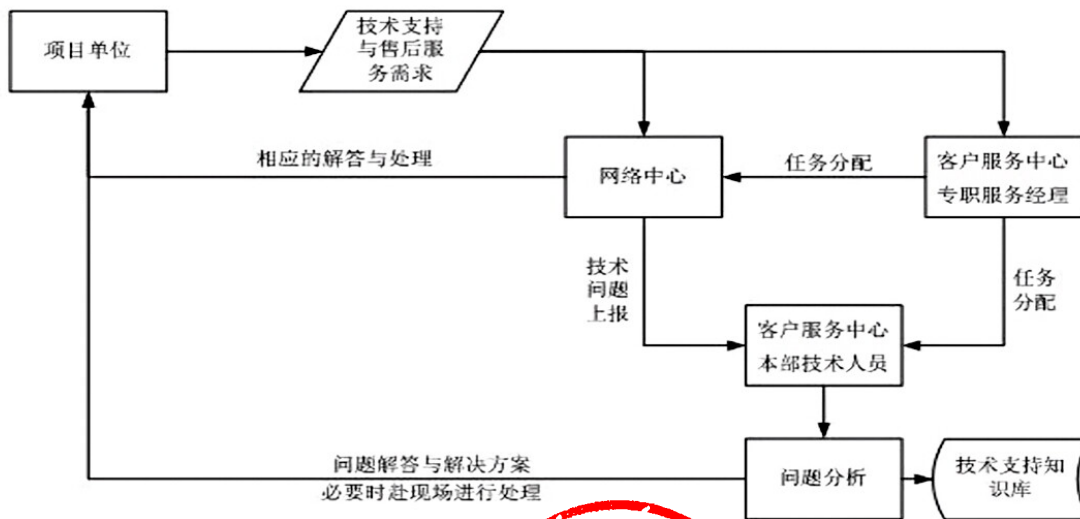 项目单位
技术支持
与售后服
务需求
相应的解答与处理
网络中心
任务分配
客户服务中心
专职服务经理
技术
问题
上报
任务
分配
客户服务中心
本部技术人员
问题解答与解决方案
必要时赴现场进行处理
问题分析
技术支持知
识库